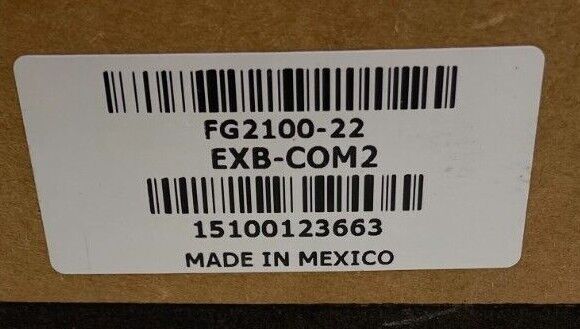 FG2100-22
EXB-COM2
15100123663
MADE IN MEXICO